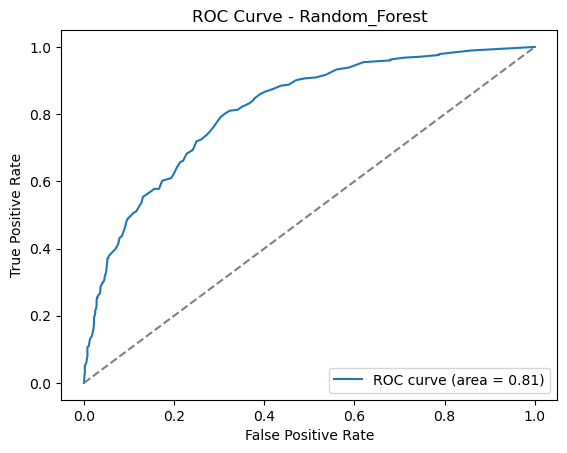 ROC Curve - Random_Forest
True Positive Rate
1.0
0.8
0.6
0.4
0.2
0.0
ROC curve (area = 0.81)
0.0 0.2 0.4 0.6 0.8 1.0
False Positive Rate